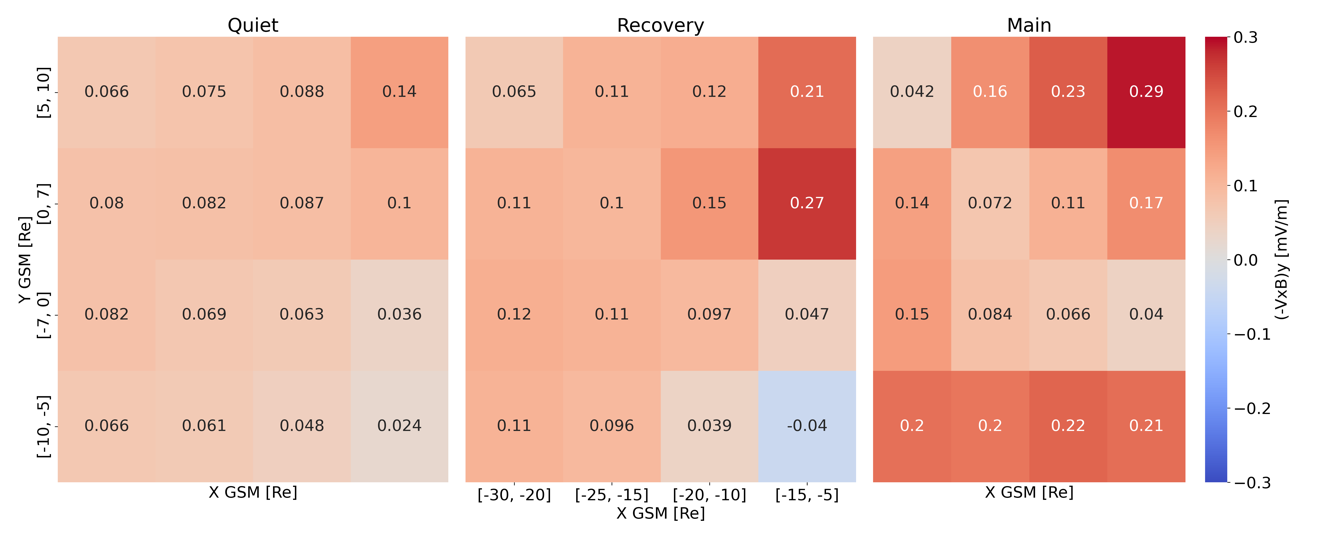 Quiet Recovery Main
[5, 10] 0.066 0.075 0.088 0.14 0.065 0.11 0.12 0.21 0.042 0.16 0.23 0.29
[0, 7] 0.08 0.082 0.087 0.1 0.11 0.1 0.15 0.27 0.14 0.072 0.11 0.17
[-7, 0] 0.082 0.069 0.063 0.036 0.12 0.11 0.097 0.047 0.15 0.084 0.066 0.04
[-10, -5] 0.066 0.061 0.048 0.024 0.11 0.096 0.039 -0.04 0.2 0.2 0.22 0.21
Y GSM [Re]
X GSM [Re]
[-30, -20] [-25, -15] [-20, -10] [-15, -5]
X GSM [Re]
X GSM [Re]
0.3
0.2
0.1
0.0
−0.1
−0.2
−0.3
(-VxB)y [mV/m]